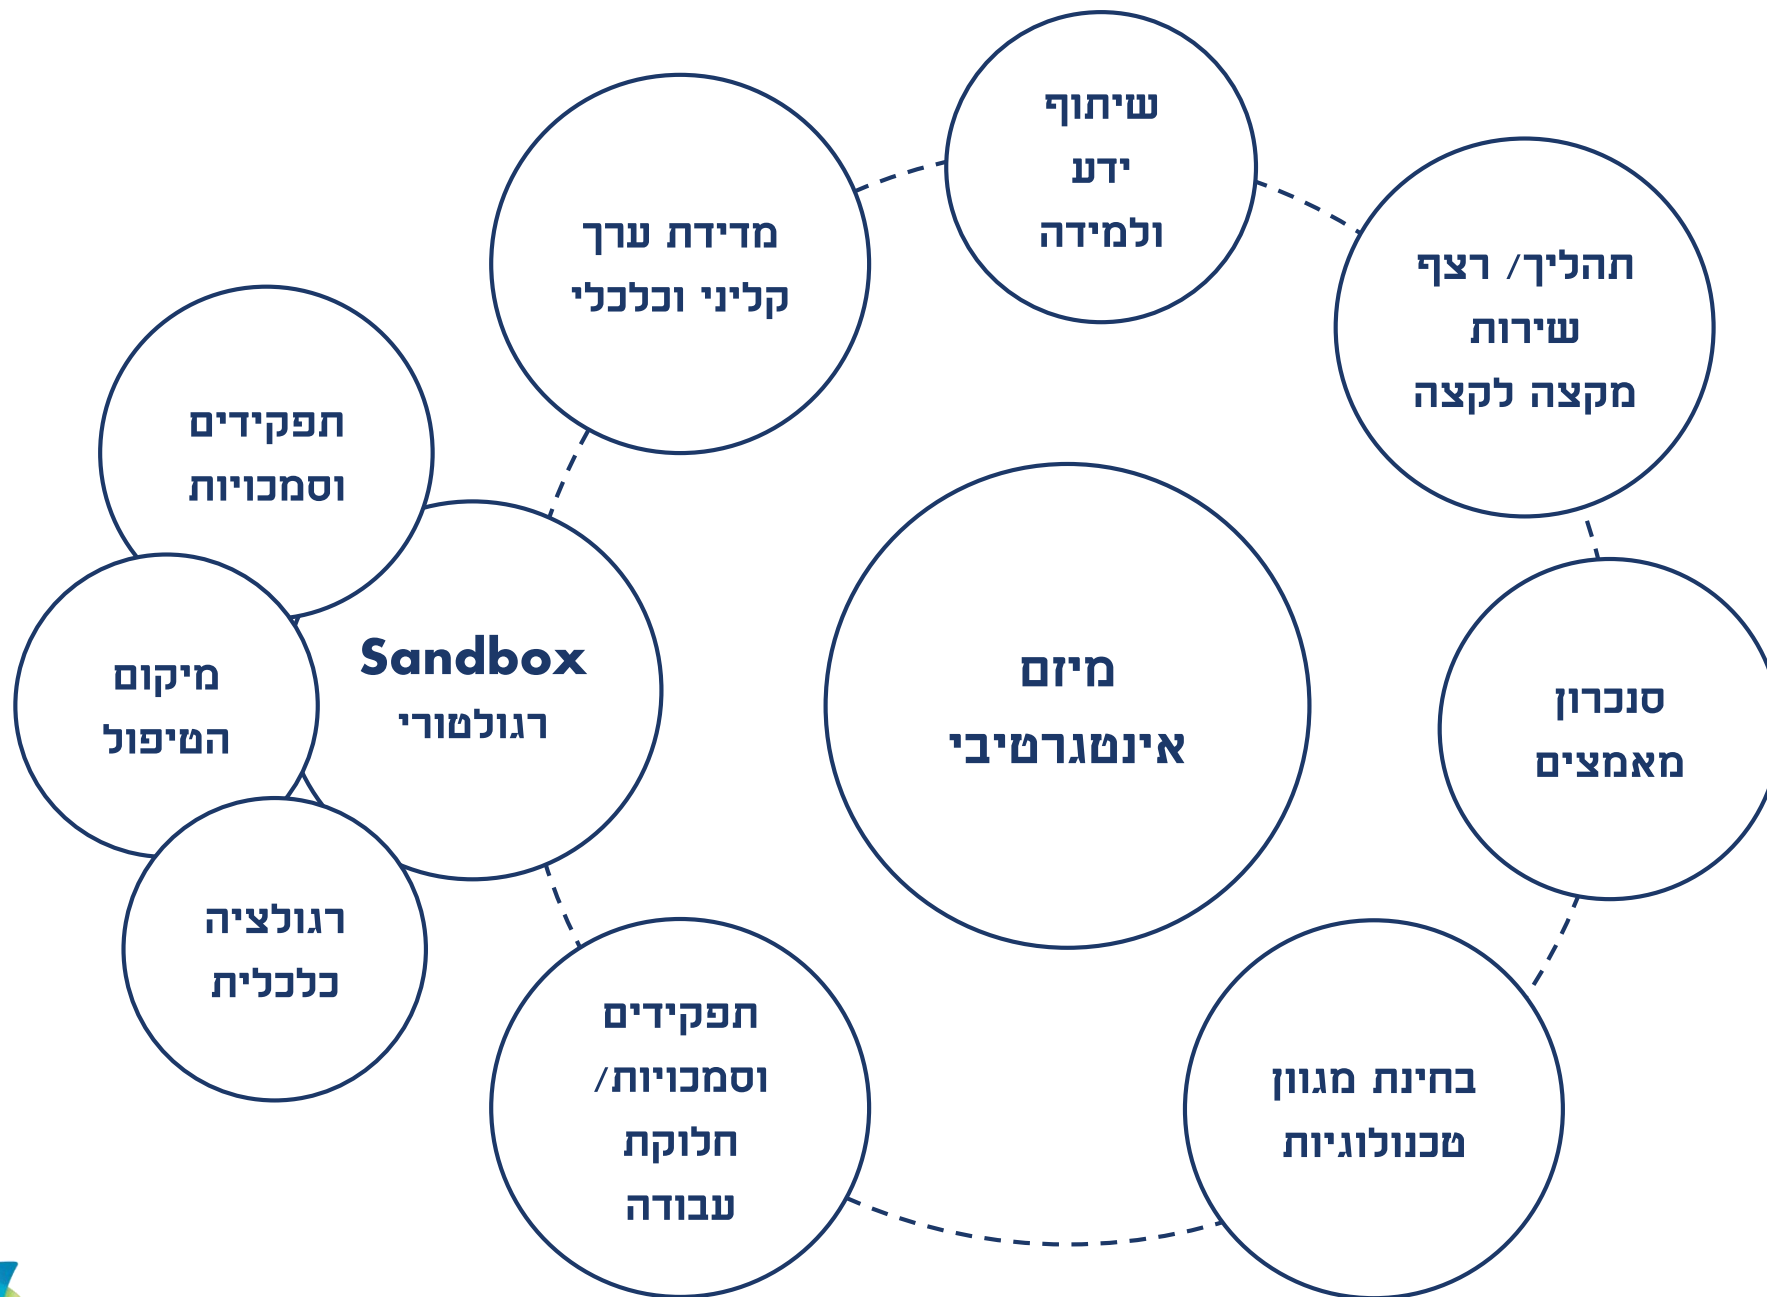 שיתוף
ידע
ולמידה
מדידת ערך
קליני וכלכלי
תהליך/ רצף
שירות
מקצה לקצה
תפקידים
וסמכויות
Sandbox
רגולטורי
מיזם
אינטגרטיבי
מיקום
הטיפול
סנכרון
מאמצים
רגולציה
כלכלית
תפקידים
וסמכויות/
חלוקת
עבודה
בחינת מגוון
טכנולוגיות